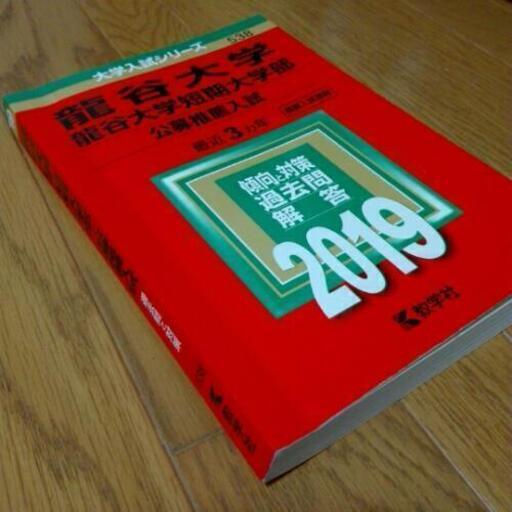 大学入試シリーズ
538
龍谷大学
龍谷大学短期大学部
公募推薦入試
最近3カ年
傾向と対策
過去問
解答
2019
教学社